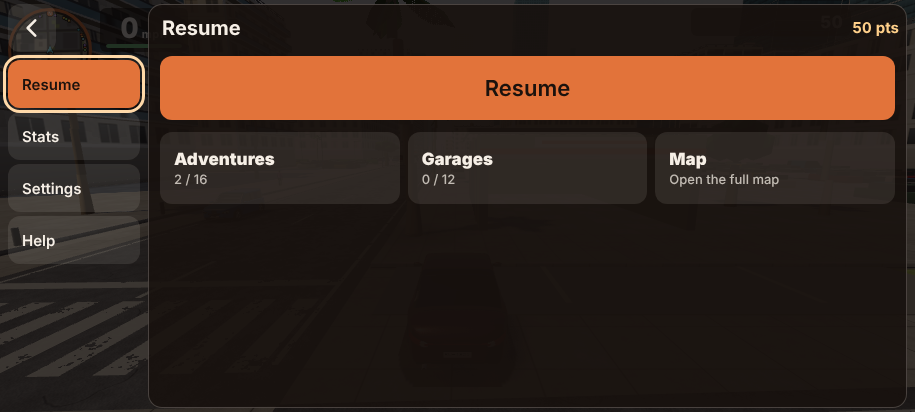 0
Resume
50 pts
Resume
Resume
Stats
Settings
Help
Adventures
2 / 16
Garages
0 / 12
Map
Open the full map